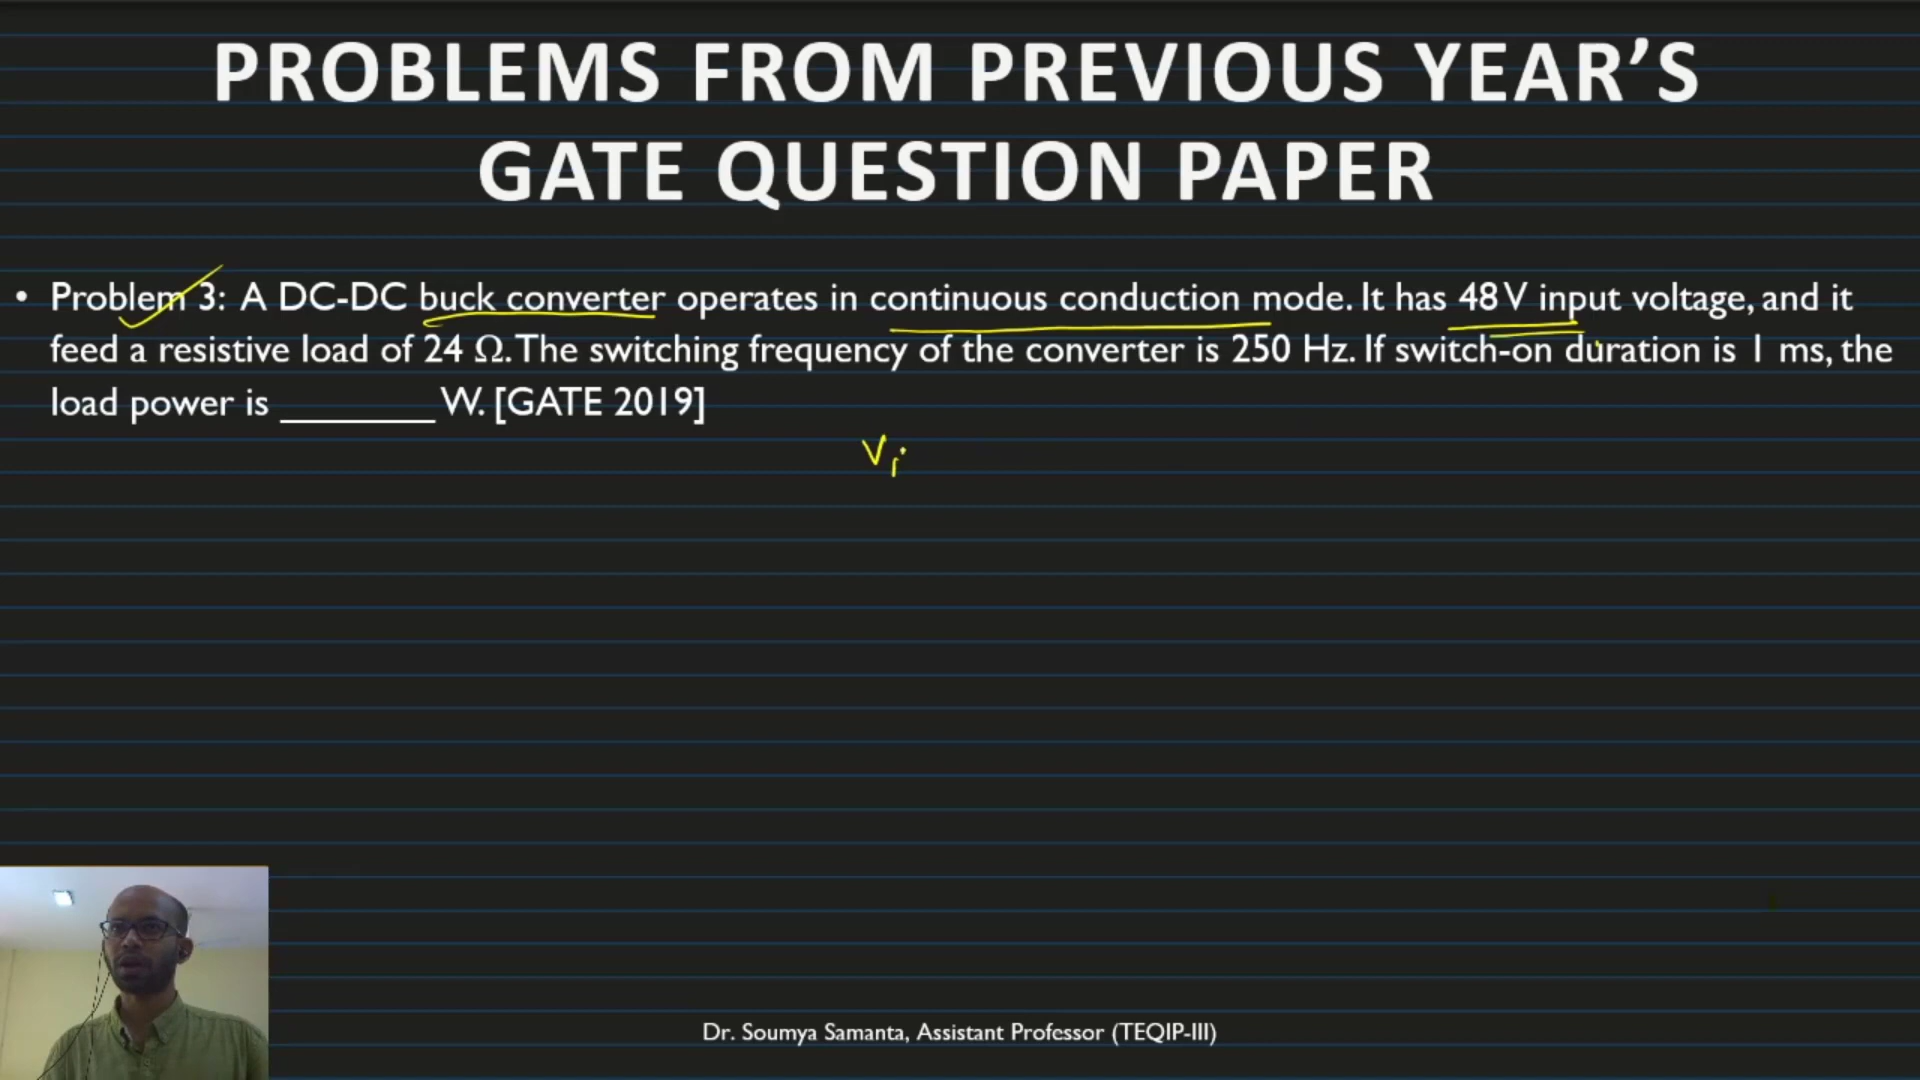 PROBLEMS FROM PREVIOUS YEAR’S
GATE QUESTION PAPER
• Problem 3: A DC-DC buck converter operates in continuous conduction mode. It has 48 V input voltage, and it
feed a resistive load of 24 Ω. The switching frequency of the converter is 250 Hz. If switch-on duration is 1 ms, the
load power is ________ W. [GATE 2019]
Vi
Dr. Soumya Samanta, Assistant Professor (TEQIP-III)